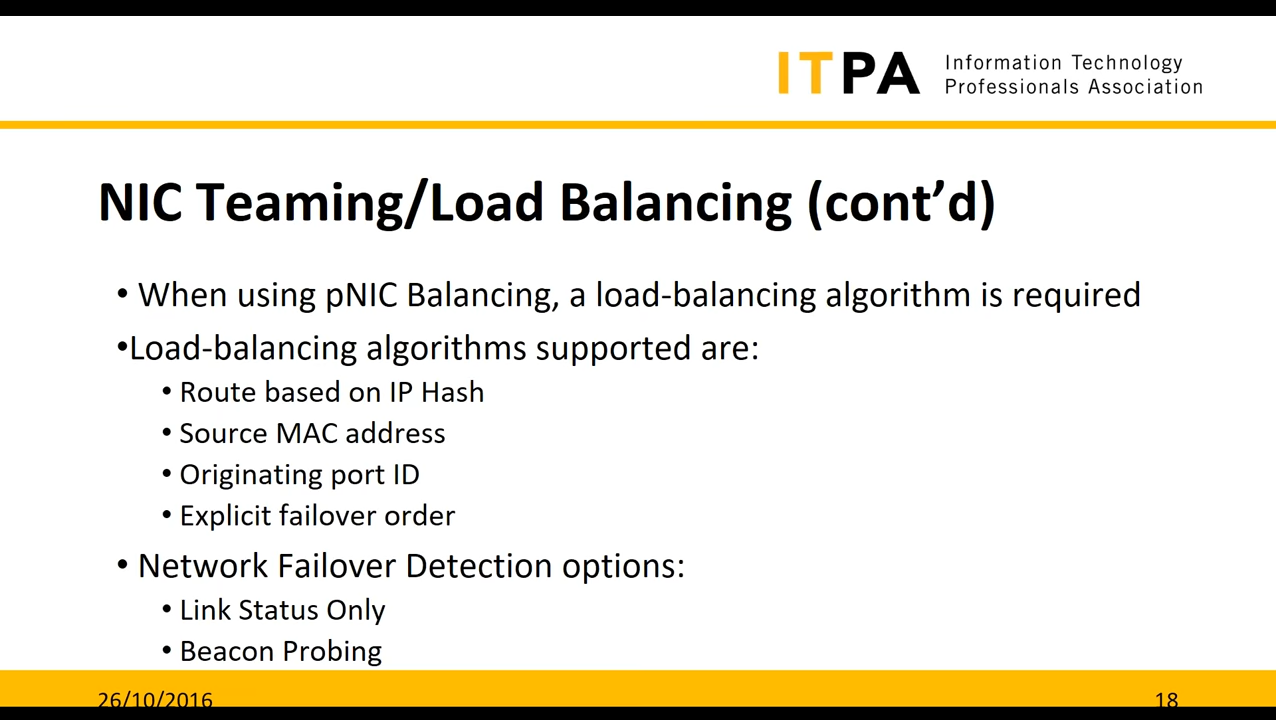 ITPA Information Technology
Professionals Association
NIC Teaming/Load Balancing (cont’d)
• When using pNIC Balancing, a load-balancing algorithm is required
•Load-balancing algorithms supported are:
• Route based on IP Hash
• Source MAC address
• Originating port ID
• Explicit failover order
• Network Failover Detection options:
• Link Status Only
• Beacon Probing
26/10/2016 18